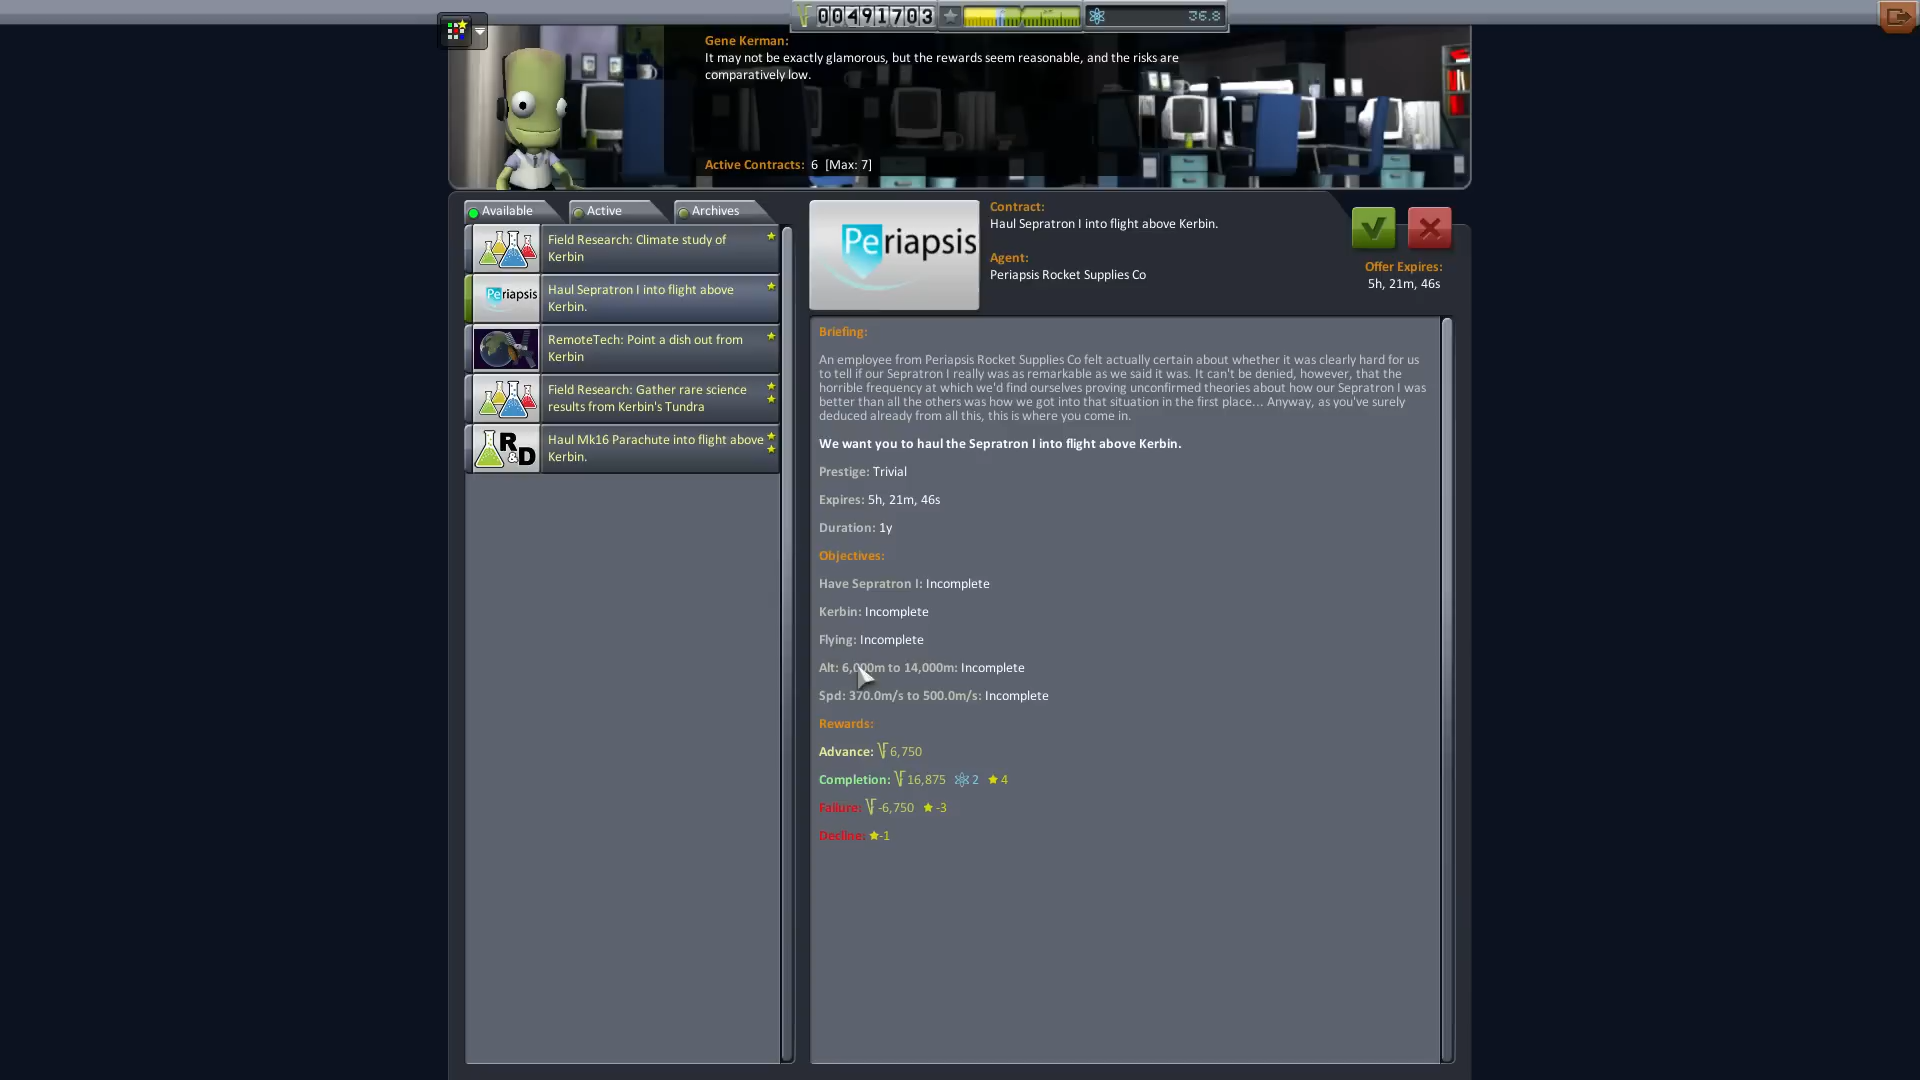 00491703
36.8
Gene Kerman:
It may not be exactly glamorous, but the rewards seem reasonable, and the risks are
comparatively low.
Active Contracts: 6 [Max: 7]
Available
Active
Archives
Field Research: Climate study of
Kerbin
Periapsis
Haul Sepratron I into flight above
Kerbin.
RemoteTech: Point a dish out from
Kerbin
Field Research: Gather rare science
results from Kerbin's Tundra
R&D
Haul Mk16 Parachute into flight above
Kerbin.
Periapsis
Contract:
Haul Sepratron I into flight above Kerbin.
Agent:
Periapsis Rocket Supplies Co
Offer Expires:
5h, 21m, 46s
Briefing:
An employee from Periapsis Rocket Supplies Co felt actually certain about whether it was clearly hard for us
to tell if our Sepratron I really was as remarkable as we said it was. It can't be denied, however, that the
horrible frequency at which we'd find ourselves proving unconfirmed theories about how our Sepratron I was
better than all the others was how we got into that situation in the first place... Anyway, as you've surely
deduced already from all this, this is where you come in.
We want you to haul the Sepratron I into flight above Kerbin.
Prestige: Trivial
Expires: 5h, 21m, 46s
Duration: 1y
Objectives:
Have Sepratron I: Incomplete
Kerbin: Incomplete
Flying: Incomplete
Alt: 6,000m to 14,000m: Incomplete
Spd: 370.0m/s to 500.0m/s: Incomplete
Rewards:
Advance: 6,750
Completion: 16,875 2 4
Failure: -6,750 -3
Decline: -1